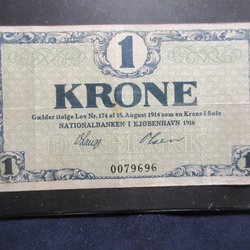 1
KRONE
Gælder ifølge Lov Nr. 174 af 15. August 1914 som en Krone i Sølv
NATIONALBANKEN I KJØBENHAVN 1916
0079696
1
1